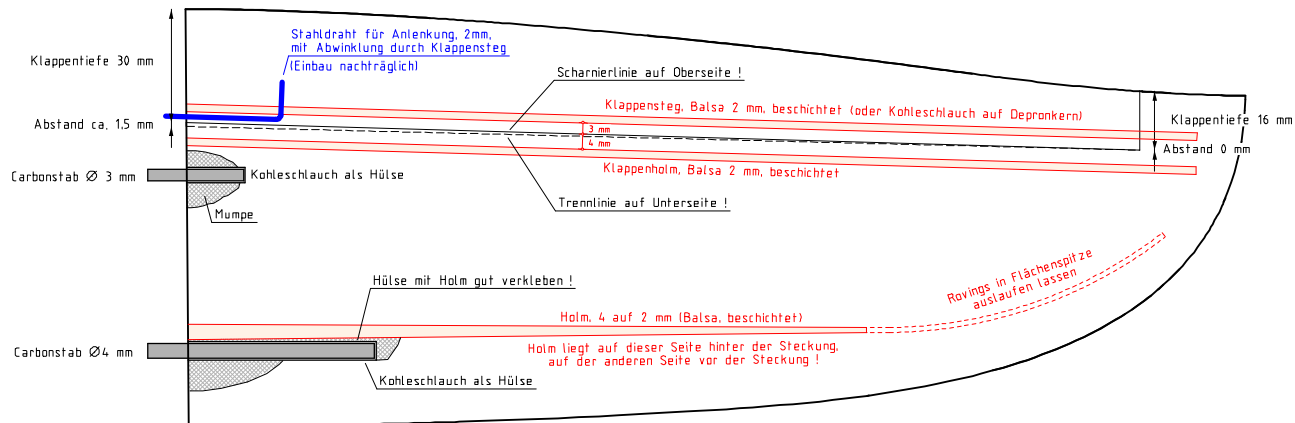 Stahldraht für Anlenkung, 2mm,
mit Abwinklung durch Klappensteg
(Einbau nachträglich)
Klappentiefe 30 mm
Scharnierlinie auf Oberseite !
Klappensteg, Balsa 2 mm, beschichtet (oder Kohleschlauch auf Depronkern)
Klappentiefe 16 mm
Abstand ca. 1,5 mm
3 mm
4 mm
Abstand 0 mm
Klappenholm, Balsa 2 mm, beschichtet
Carbonstab Ø 3 mm
Kohleschlauch als Hülse
Trennlinie auf Unterseite !
Mumpe
Rovings in Flächenspitze
auslaufen lassen
Hülse mit Holm gut verkleben !
Holm, 4 auf 2 mm (Balsa, beschichtet)
Carbonstab Ø4 mm
Holm liegt auf dieser Seite hinter der Steckung,
auf der anderen Seite vor der Steckung !
Kohleschlauch als Hülse